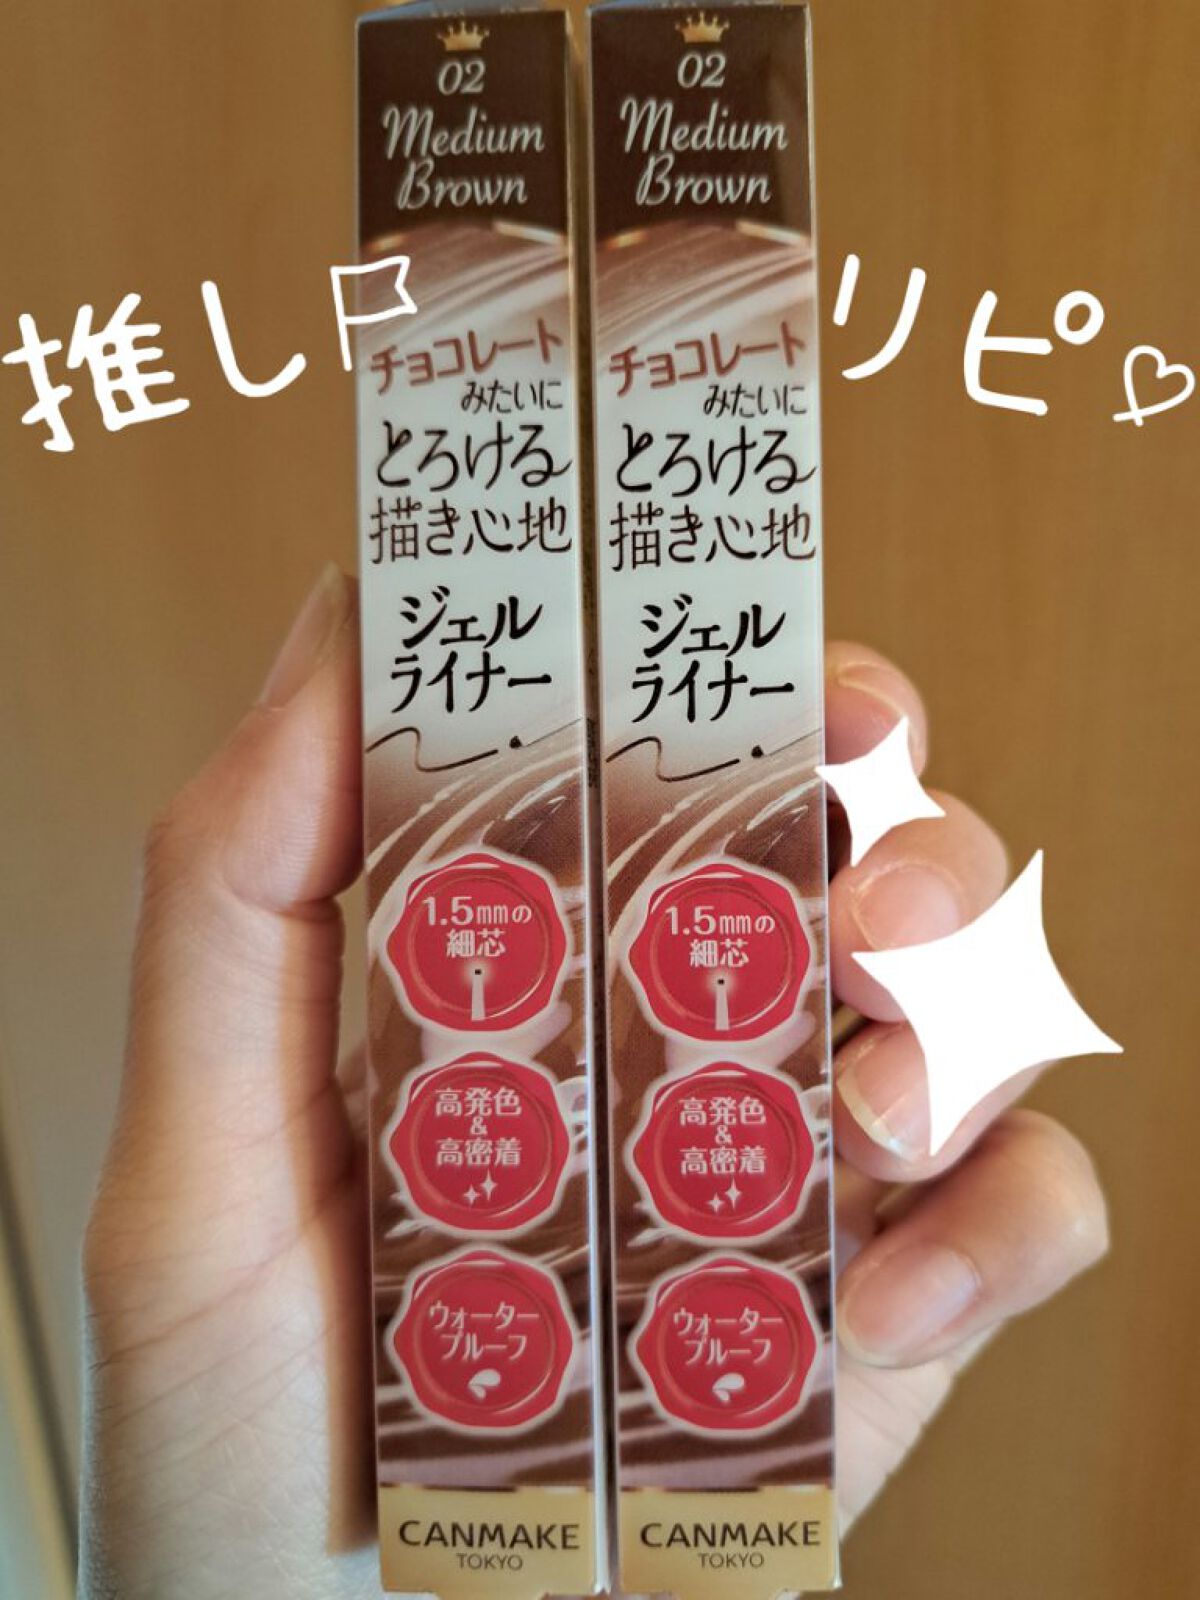 推し
リピ
02
Medium
Brown
チョコレート
みたいに
とろける
描き心地
ジェル
ライナー
1.5mmの
細芯
高発色
&
高密着
ウォーター
プルーフ
CANMAKE
TOKYO
02
Medium
Brown
チョコレート
みたいに
とろける
描き心地
ジェル
ライナー
1.5mmの
細芯
高発色
&
高密着
ウォーター
プルーフ
CANMAKE
TOKYO